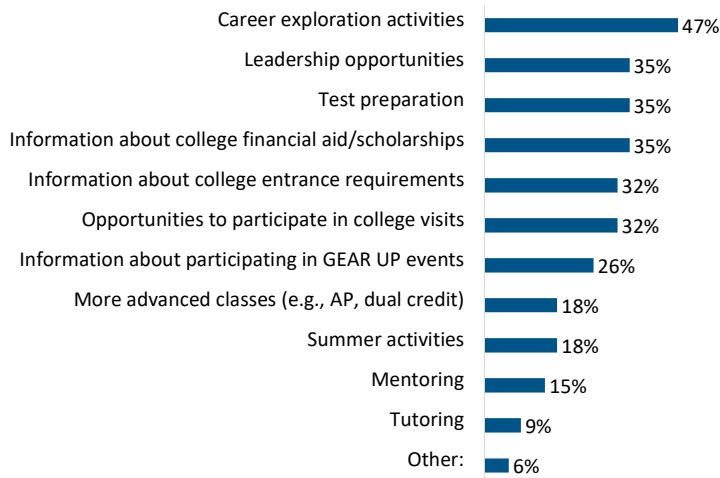 Career exploration activities 47%
Leadership opportunities 35%
Test preparation 35%
Information about college financial aid/scholarships 35%
Information about college entrance requirements 32%
Opportunities to participate in college visits 32%
Information about participating in GEAR UP events 26%
More advanced classes (e.g., AP, dual credit) 18%
Summer activities 18%
Mentoring 15%
Tutoring 9%
Other: 6%